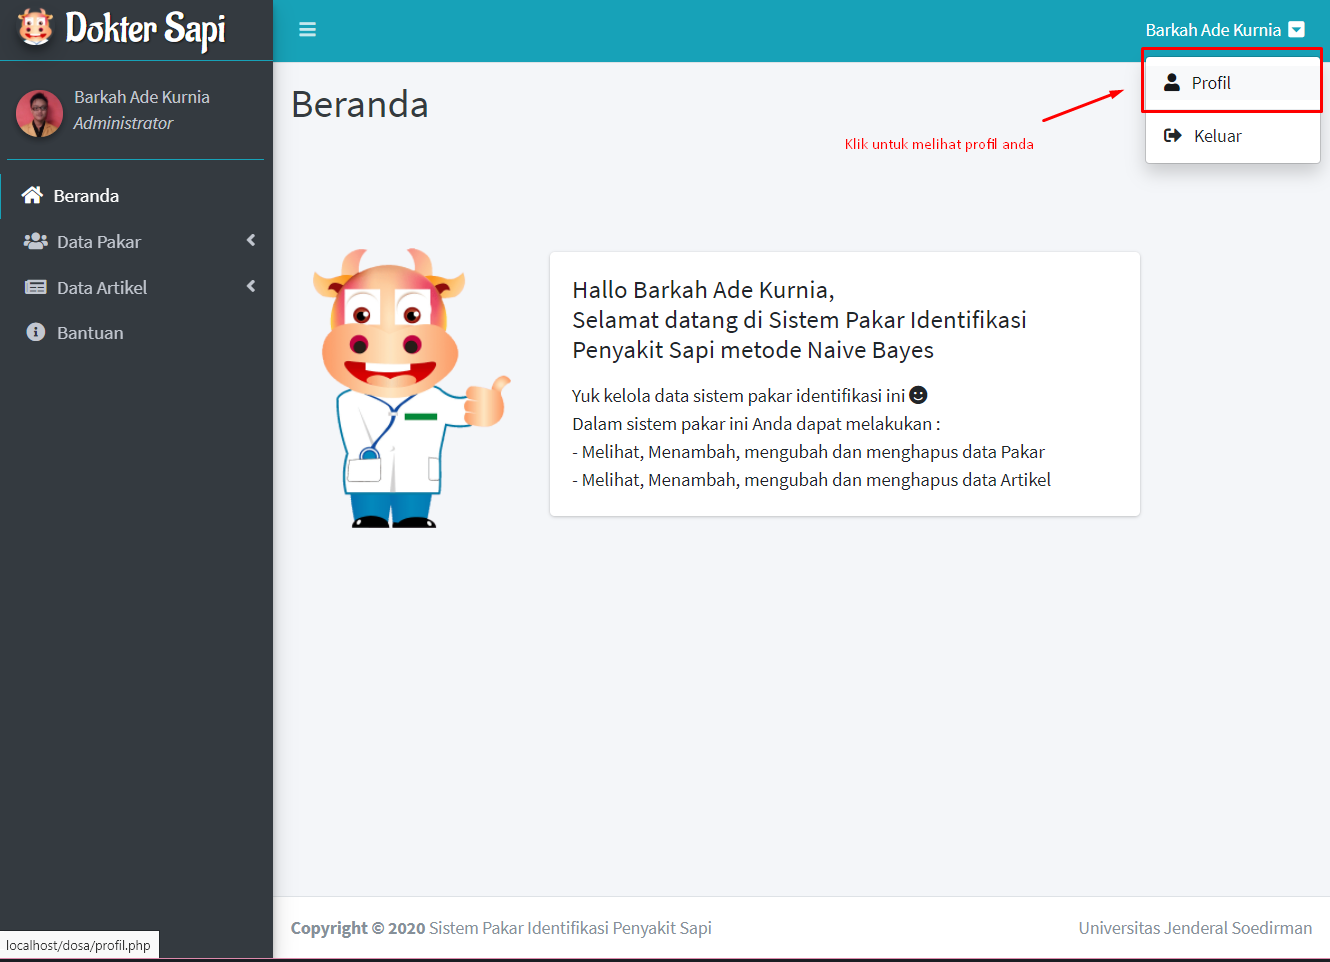 Dokter Sapi
Barkah Ade Kurnia
Barkah Ade Kurnia
Administrator
Profil
Keluar
Klik untuk melihat profil anda
Beranda
Beranda
Data Pakar
Data Artikel
Bantuan
Hallo Barkah Ade Kurnia,
Selamat datang di Sistem Pakar Identifikasi
Penyakit Sapi metode Naive Bayes
Yuk kelola data sistem pakar identifikasi ini
Dalam sistem pakar ini Anda dapat melakukan :
- Melihat, Menambah, mengubah dan menghapus data Pakar
- Melihat, Menambah, mengubah dan menghapus data Artikel
Copyright © 2020 Sistem Pakar Identifikasi Penyakit Sapi
Universitas Jenderal Soedirman
localhost/dosa/profil.php